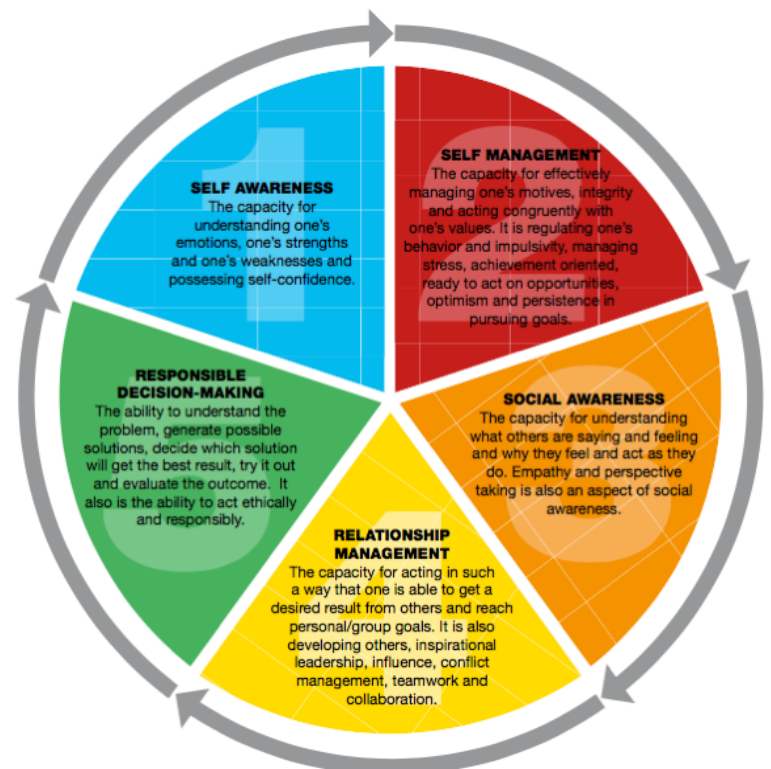 1
SELF AWARENESS
The capacity for
understanding one's
emotions, one's strengths
and one's weaknesses and
possessing self-confidence.
2
SELF MANAGEMENT
The capacity for effectively
managing one's motives, integrity
and acting congruently with
one's values. It is regulating one's
behavior and impulsivity, managing
stress, achievement oriented,
ready to act on opportunities,
optimism and persistence in
pursuing goals.
3
SOCIAL AWARENESS
The capacity for understanding
what others are saying and feeling
and why they feel and act as they
do. Empathy and perspective
taking is also an aspect of social
awareness.
4
RELATIONSHIP
MANAGEMENT
The capacity for acting in such
a way that one is able to get a
desired result from others and reach
personal/group goals. It is also
developing others, inspirational
leadership, influence, conflict
management, teamwork and
collaboration.
5
RESPONSIBLE
DECISION-MAKING
The ability to understand the
problem, generate possible
solutions, decide which solution
will get the best result, try it out
and evaluate the outcome. It
also is the ability to act ethically
and responsibly.